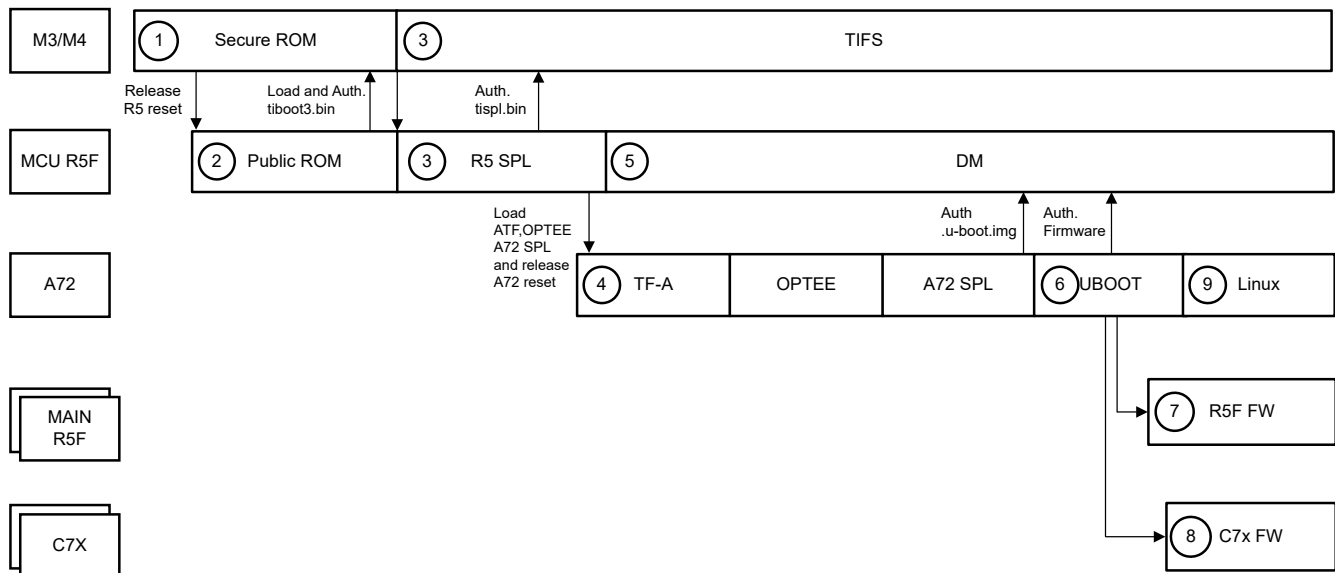 M3/M4
1 Secure ROM
3 TIFS
Release
R5 reset
Load and Auth.
tiboot3.bin
Auth.
tispl.bin
MCU R5F
2 Public ROM
3 R5 SPL
5 DM
Load
ATF,OPTEE
A72 SPL
and release
A72 reset
Auth
.u-boot.img
Auth.
Firmware
A72
4 TF-A
OPTEE
A72 SPL
6 UBOOT
9 Linux
MAIN
R5F
7 R5F FW
C7X
8 C7x FW